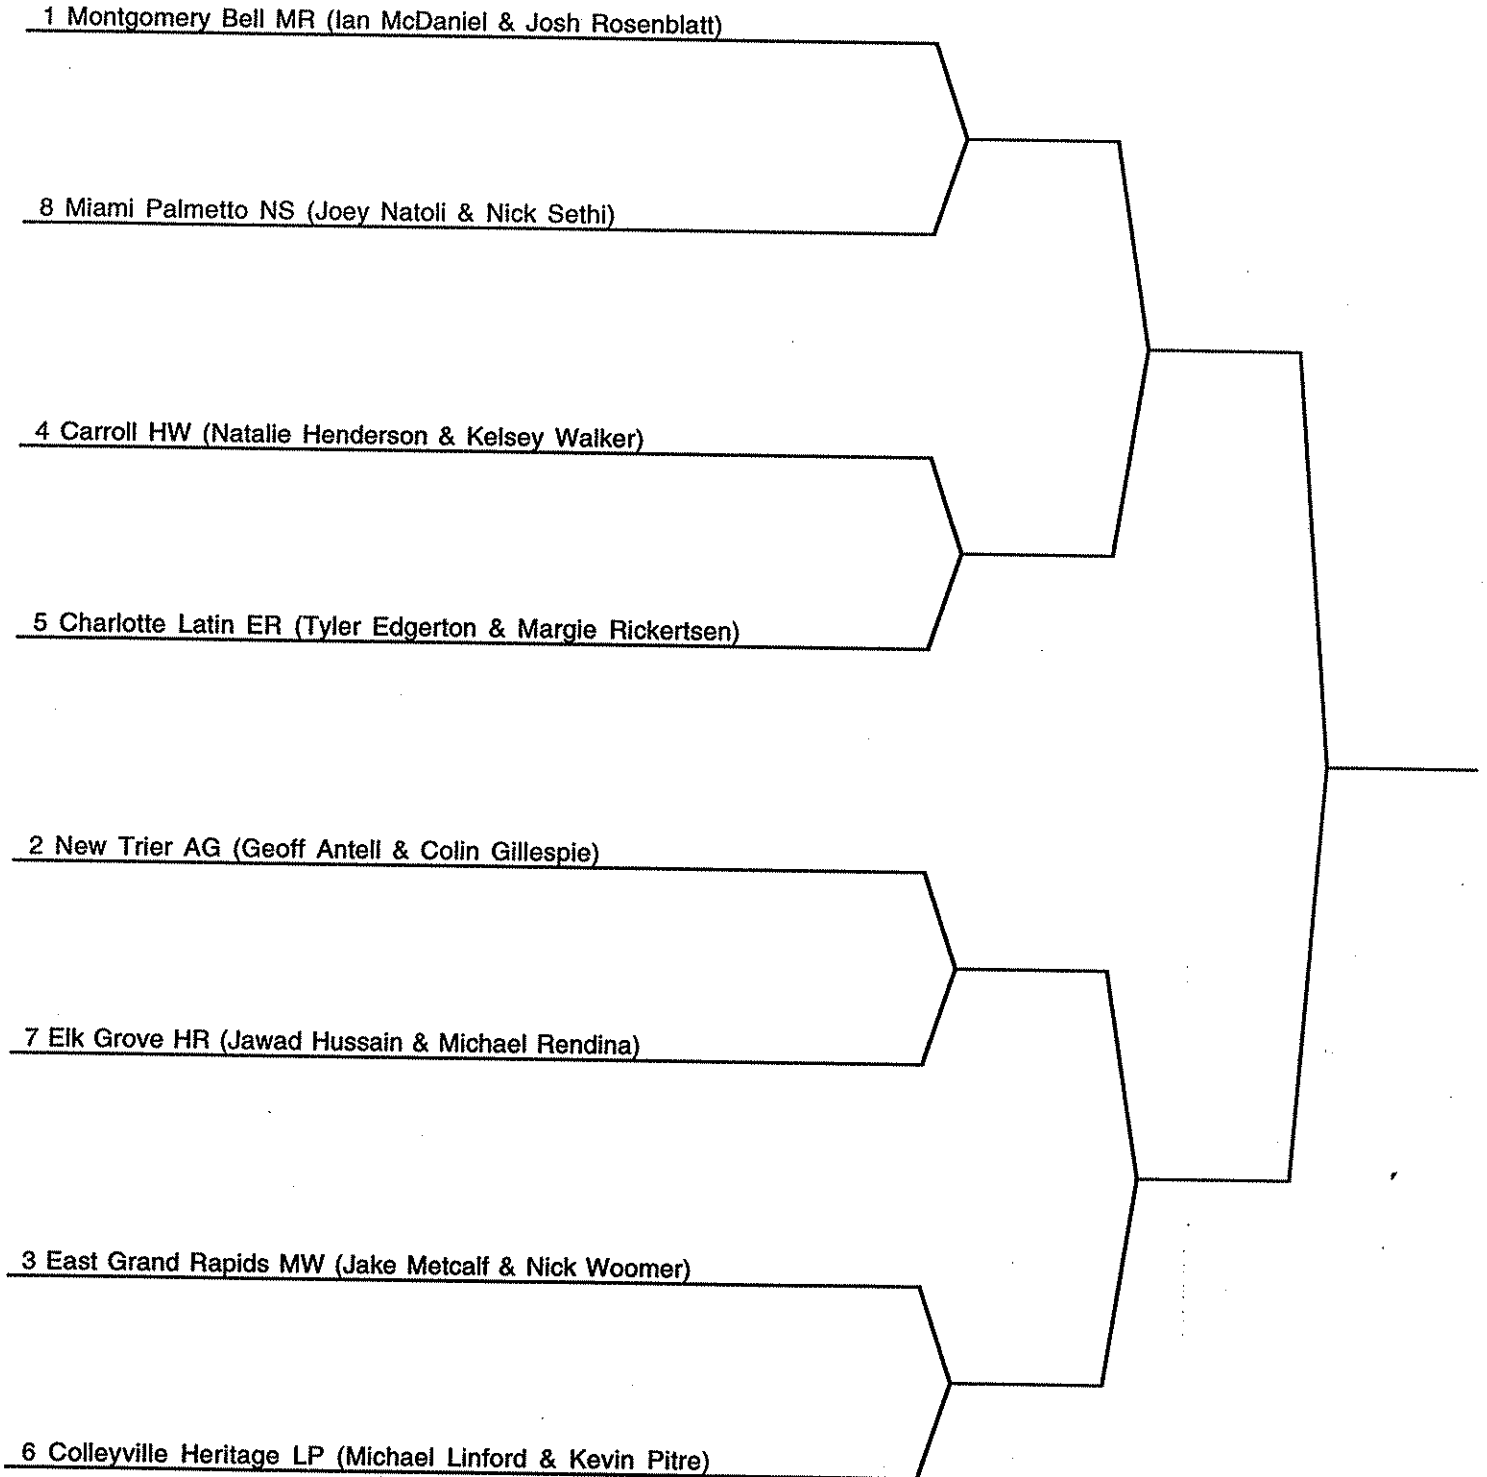 1 Montgomery Bell MR (Ian McDaniel & Josh Rosenblatt)
8 Miami Palmetto NS (Joey Natoli & Nick Sethi)
4 Carroll HW (Natalie Henderson & Kelsey Walker)
5 Charlotte Latin ER (Tyler Edgerton & Margie Rickertsen)
2 New Trier AG (Geoff Antell & Colin Gillespie)
7 Elk Grove HR (Jawad Hussain & Michael Rendina)
3 East Grand Rapids MW (Jake Metcalf & Nick Woomer)
6 Colleyville Heritage LP (Michael Linford & Kevin Pitre)